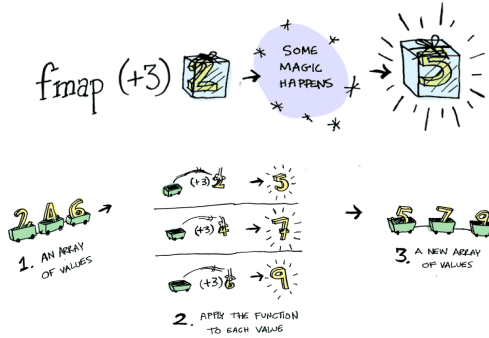 fmap (+3) 2
SOME
MAGIC
HAPPENS
5
2 4 6
1. AN ARRAY
OF VALUES
(+3) 2
5
(+3) 4
7
(+3) 6
9
2. APPLY THE FUNCTION
TO EACH VALUE
5 7 9
3. A NEW ARRAY
OF VALUES